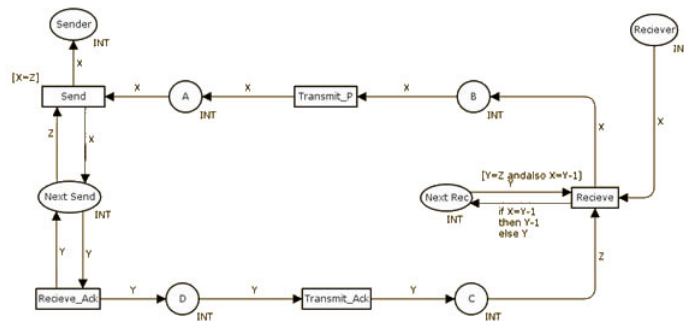 Sender
INT
X
Reciever
IN
[X=Z]
Send
X
A
INT
X
Transmit_P
X
B
INT
X
Z
X
X
X
Next Send
INT
[Y=Z andalso X=Y-1]
Y
Next Rec
INT
Recieve
if X=Y-1
then Y-1
else Y
Y
Y
Z
Recieve_Ack
Y
D
INT
Y
Transmit_Ack
Y
C
INT